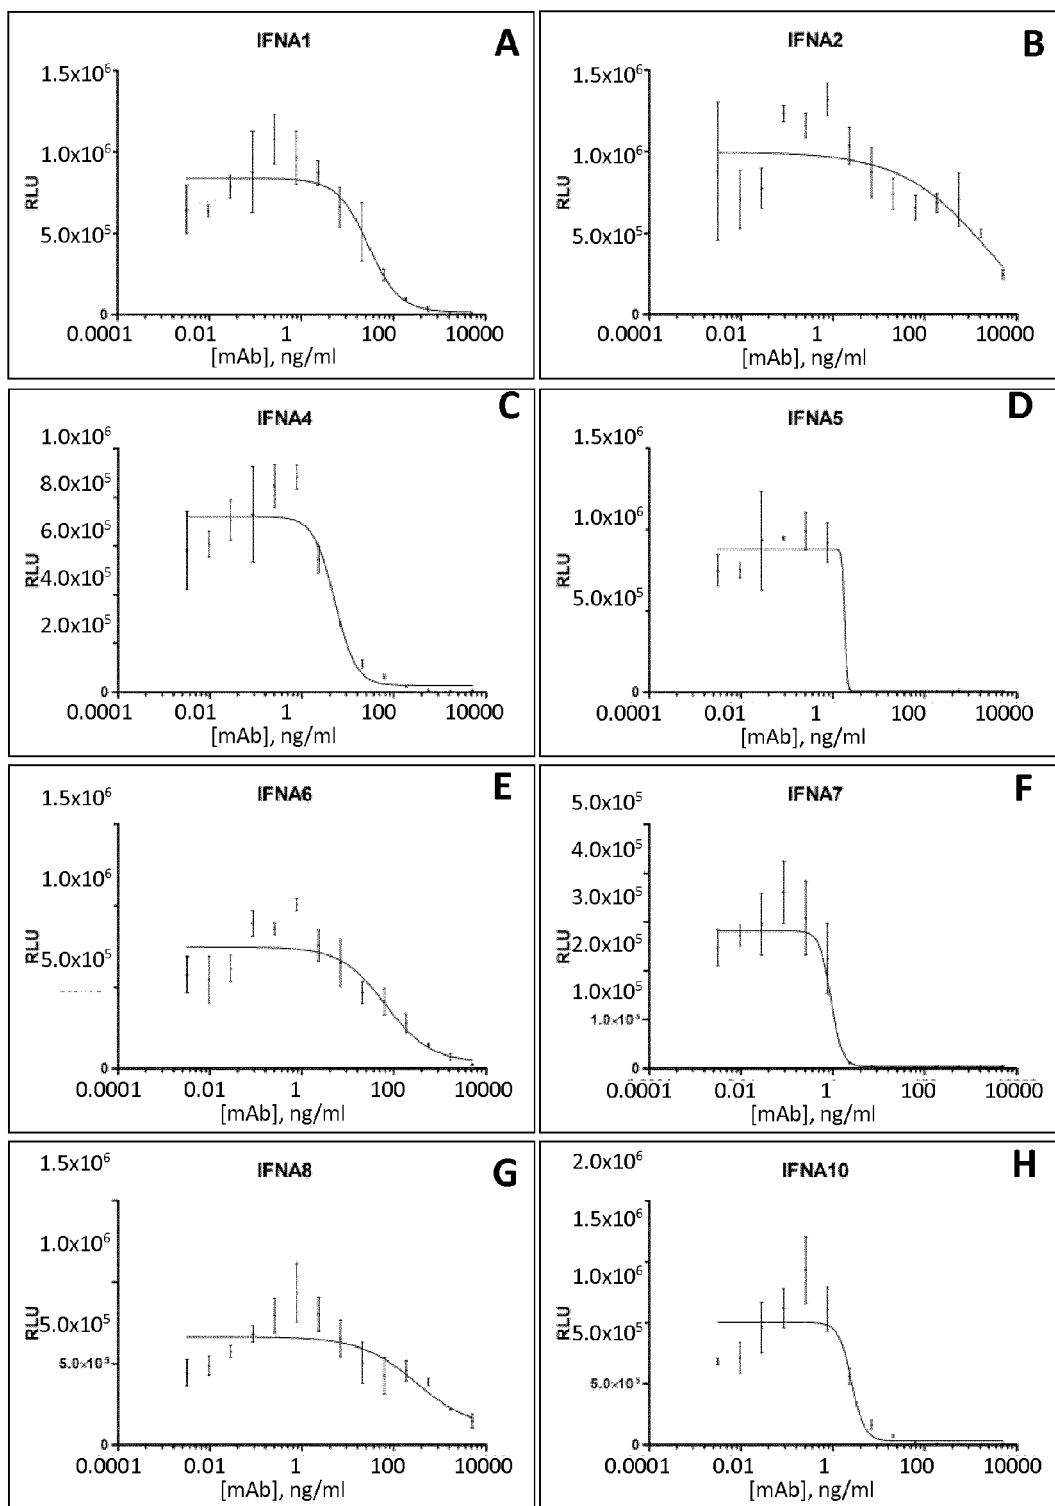 IFNA1 A
1.5x10⁶
1.0x10⁶
RLU
5.0x10⁵
0
0.0001 0.01 1 100 10000
[mAb], ng/ml
IFNA2 B
1.5x10⁶
1.0x10⁶
RLU
5.0x10⁵
0
0.0001 0.01 1 100 10000
[mAb], ng/ml
IFNA4 C
1.0x10⁶
8.0x10⁵
6.0x10⁵
RLU
4.0x10⁵
2.0x10⁵
0
0.0001 0.01 1 100 10000
[mAb], ng/ml
IFNA5 D
1.5x10⁶
1.0x10⁶
RLU
5.0x10⁵
0
0.0001 0.01 1 100 10000
[mAb], ng/ml
IFNA6 E
1.5x10⁶
1.0x10⁶
RLU
5.0x10⁵
0
0.0001 0.01 1 100 10000
[mAb], ng/ml
IFNA7 F
5.0x10⁵
4.0x10⁵
3.0x10⁵
RLU
2.0x10⁵
1.0x10⁵
1.0×10⁵
0
0.0001 0.01 1 100 10000
[mAb], ng/ml
IFNA8 G
1.5x10⁶
1.0x10⁶
RLU
5.0x10⁵
5.0×10⁵
0
0.0001 0.01 1 100 10000
[mAb], ng/ml
IFNA10 H
2.0x10⁶
1.5x10⁶
1.0x10⁶
RLU
5.0×10⁵
0
0.0001 0.01 1 100 10000
[mAb], ng/ml